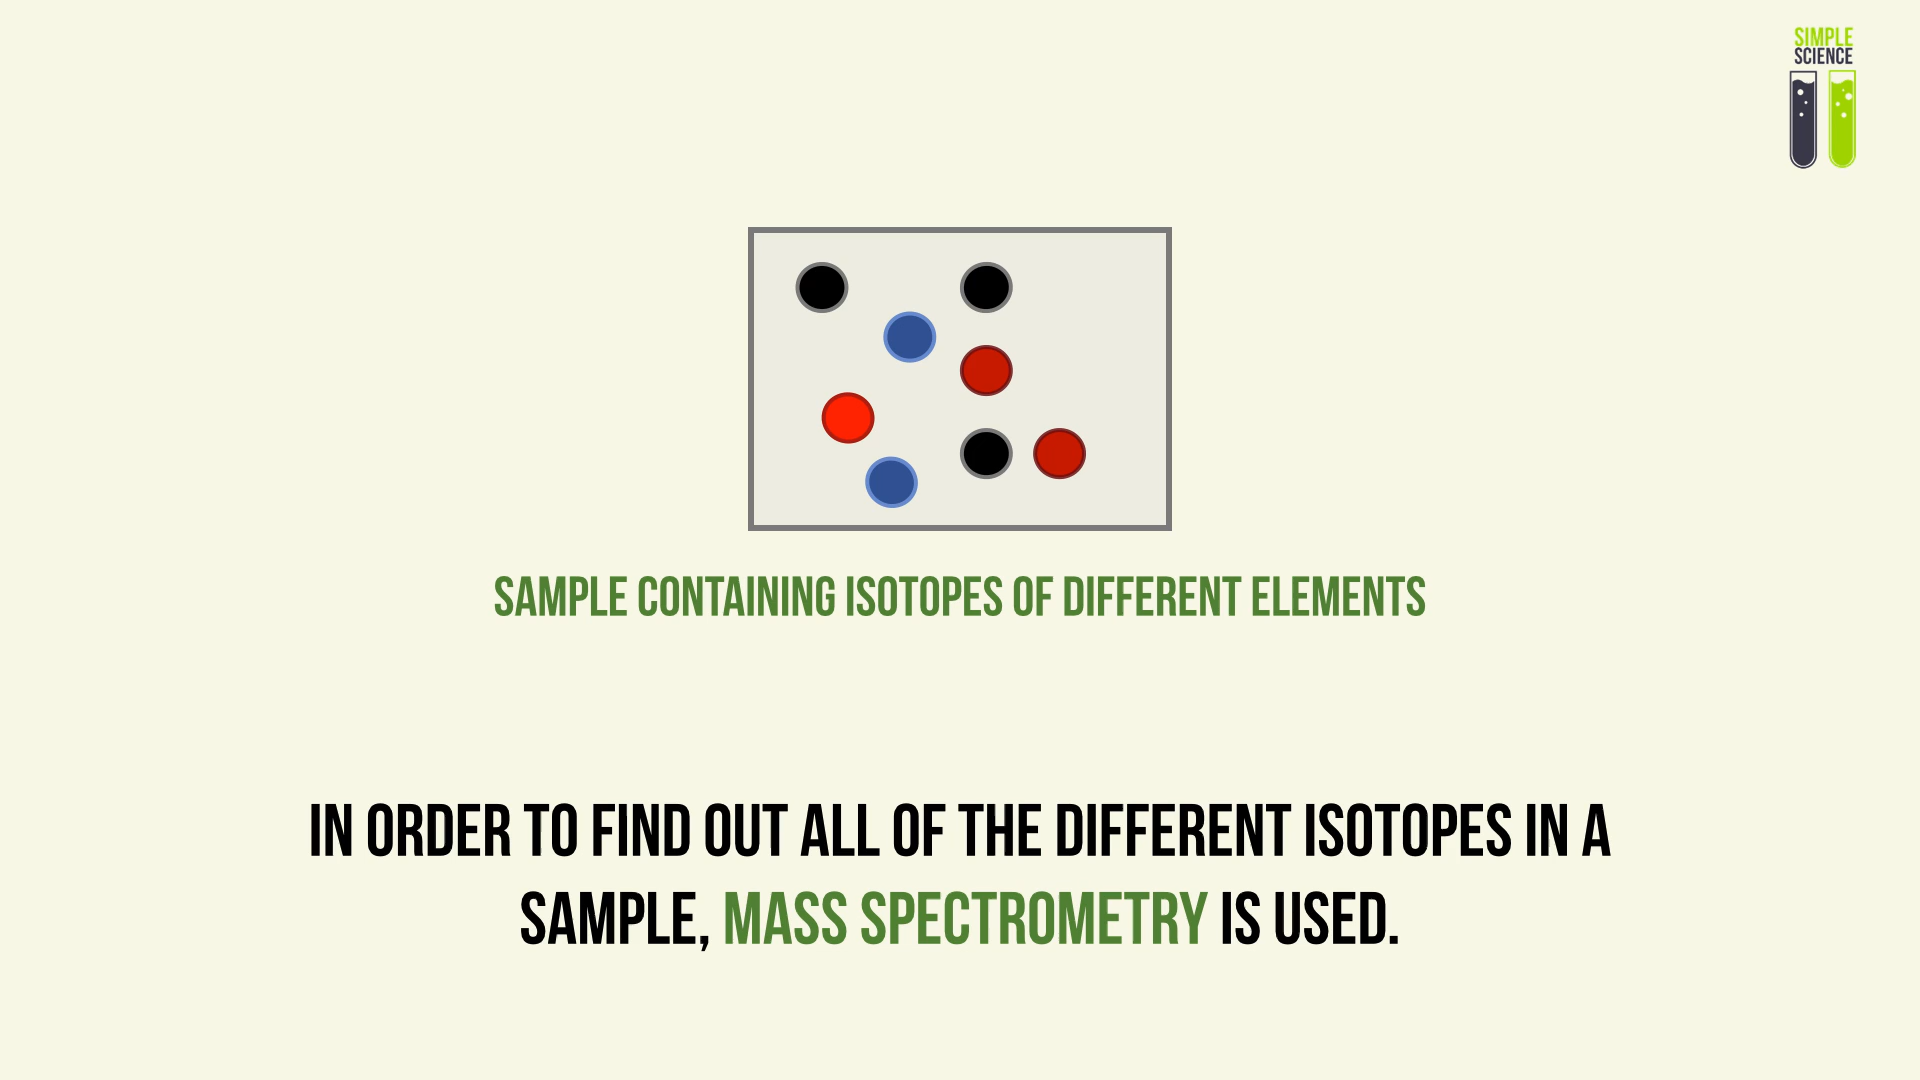 SIMPLE
SCIENCE
SAMPLE CONTAINING ISOTOPES OF DIFFERENT ELEMENTS
IN ORDER TO FIND OUT ALL OF THE DIFFERENT ISOTOPES IN A
SAMPLE, MASS SPECTROMETRY IS USED.